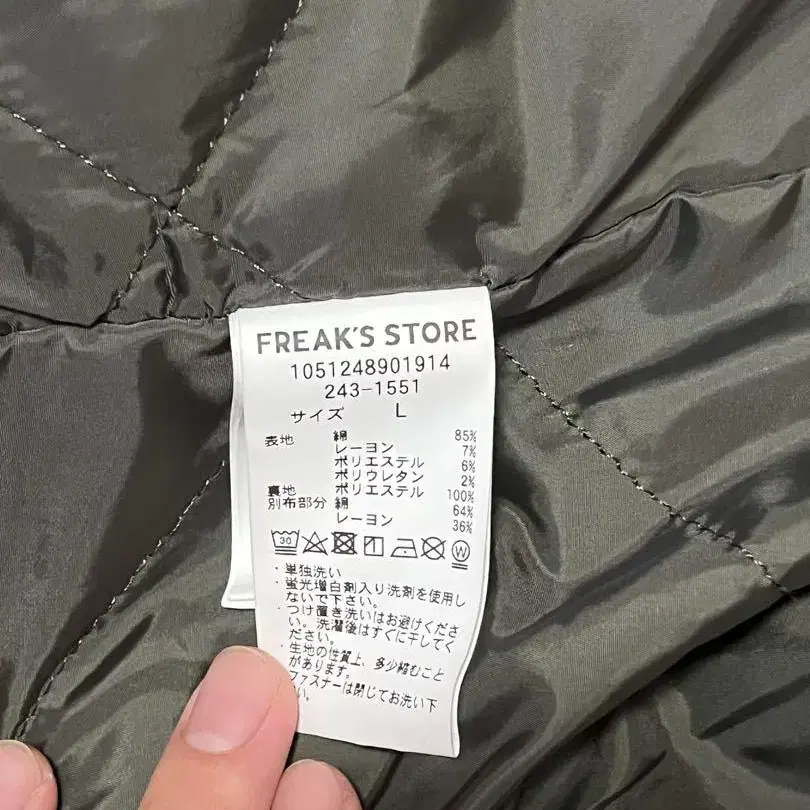 FREAK'S STORE
1051248901914
243-1551
サイズ L
表地 綿 85%
レーヨン 7%
ポリエステル 6%
ポリウレタン 2%
裏地 ポリエステル 100%
別布部分 綿 64%
レーヨン 36%
30 W
・単独洗い
・蛍光増白剤入り洗剤を使用し
ないで下さい。
・つけ置き洗いはお避けくださ
い。洗濯後はすぐに干してく
ださい。
・生地の性質上、多少縮むこと
があります。
ファスナーは閉じてお洗い下
い。